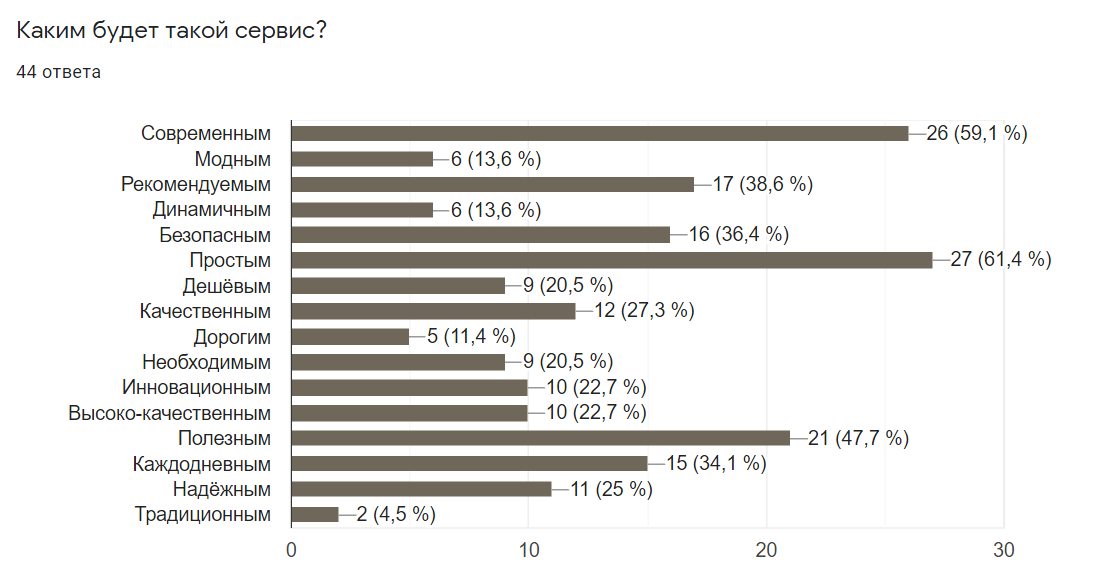 Каким будет такой сервис?
44 ответа
Современным 26 (59,1 %)
Модным 6 (13,6 %)
Рекомендуемым 17 (38,6 %)
Динамичным 6 (13,6 %)
Безопасным 16 (36,4 %)
Простым 27 (61,4 %)
Дешёвым 9 (20,5 %)
Качественным 12 (27,3 %)
Дорогим 5 (11,4 %)
Необходимым 9 (20,5 %)
Инновационным 10 (22,7 %)
Высоко-качественным 10 (22,7 %)
Полезным 21 (47,7 %)
Каждодневным 15 (34,1 %)
Надёжным 11 (25 %)
Традиционным 2 (4,5 %)
0 10 20 30